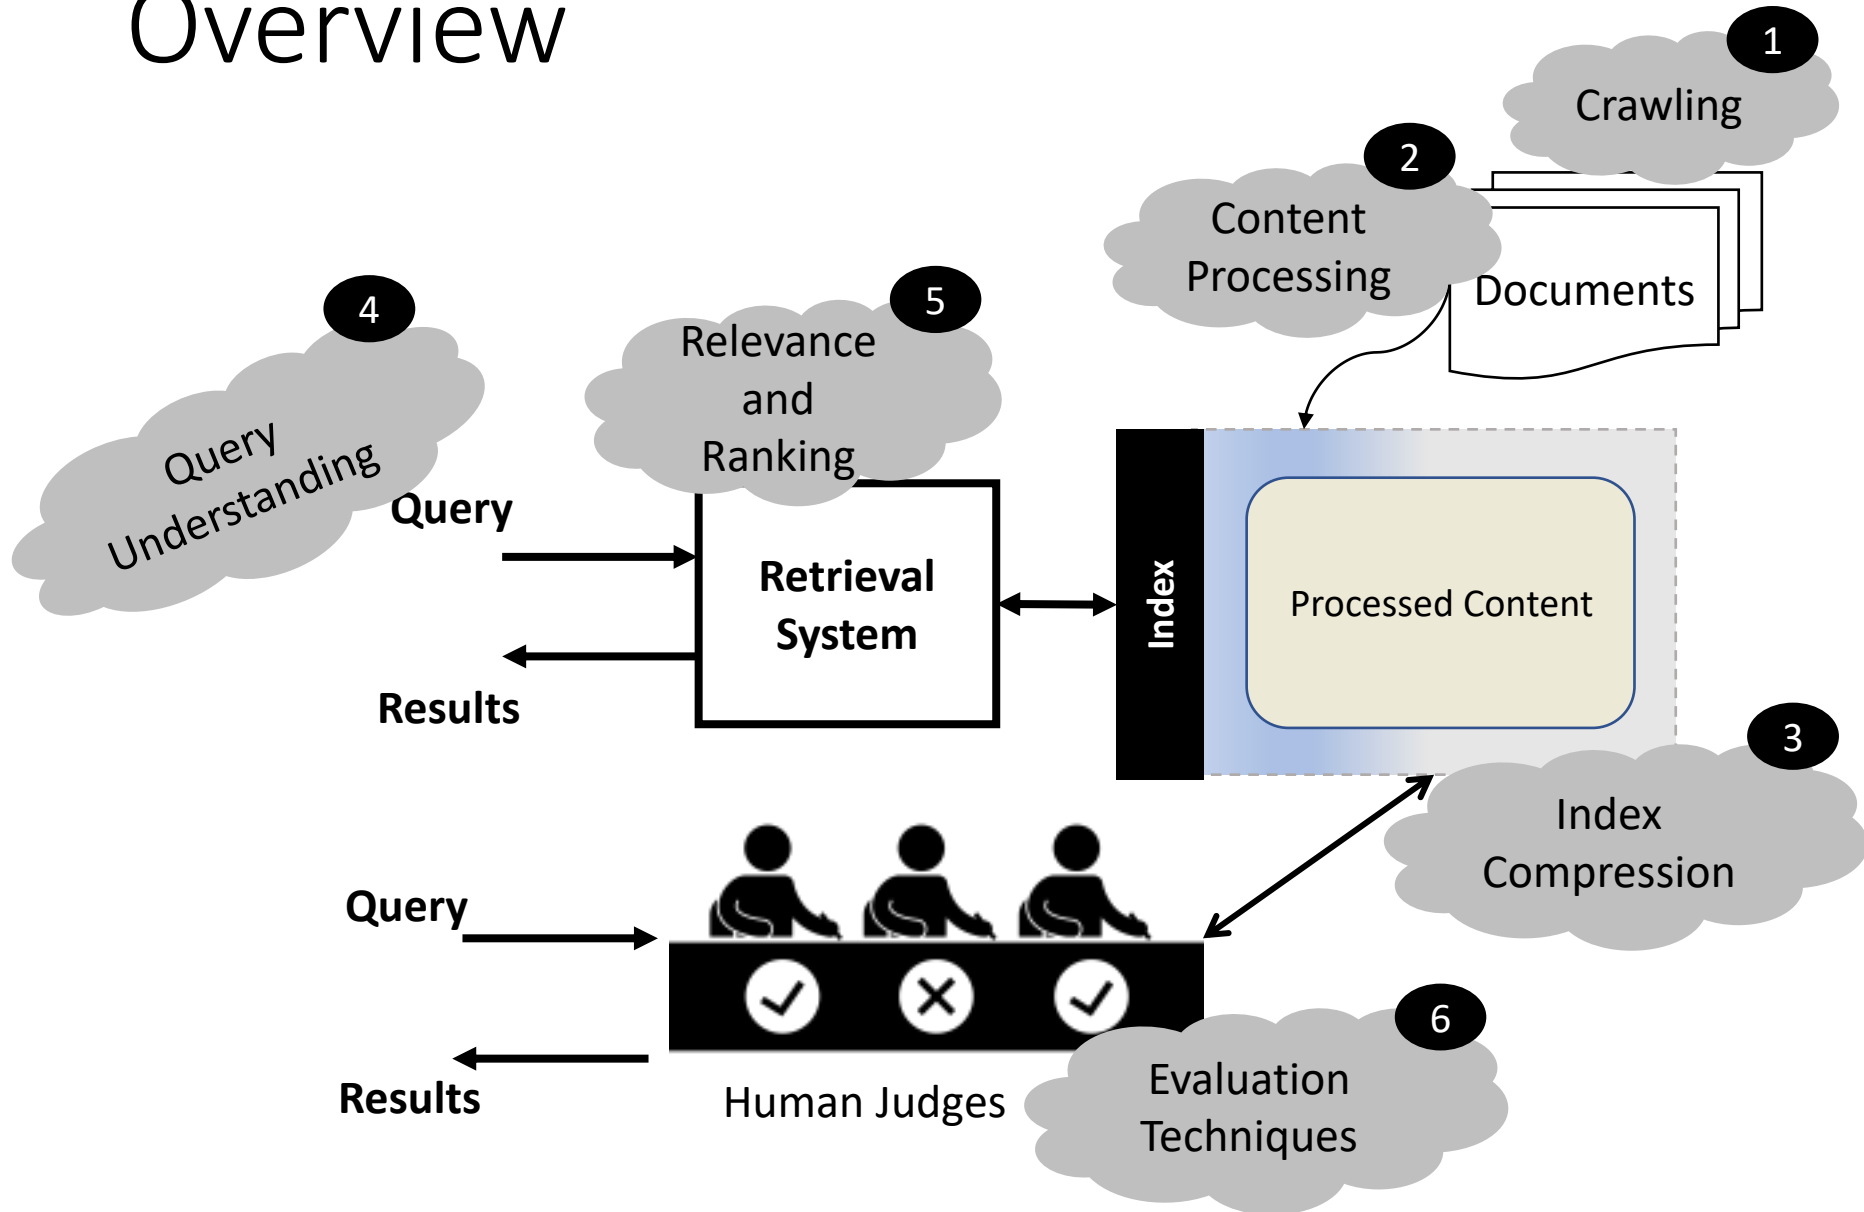 Overview
1
Crawling
2
Content
Processing
Documents
4
Query
Understanding
5
Relevance
and
Ranking
Query
Retrieval
System
Results
Index
Processed Content
3
Index
Compression
Query
Results
Human Judges
6
Evaluation
Techniques